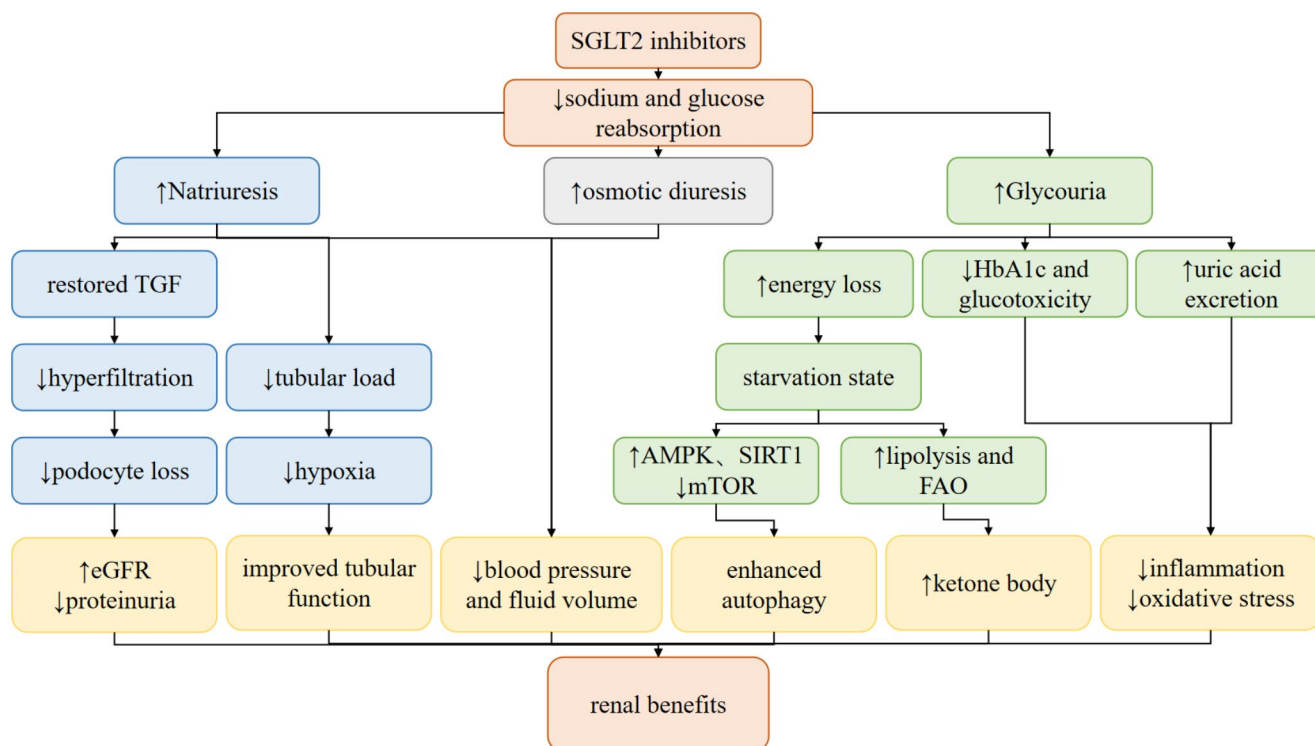 SGLT2 inhibitors
↓sodium and glucose
reabsorption
↑Natriuresis
↑osmotic diuresis
↑Glycouria
restored TGF
↑energy loss
↓HbA1c and
glucotoxicity
↑uric acid
excretion
↓hyperfiltration
↓tubular load
starvation state
↓podocyte loss
↓hypoxia
↑AMPK、SIRT1
↓mTOR
↑lipolysis and
FAO
↑eGFR
↓proteinuria
improved tubular
function
↓blood pressure
and fluid volume
enhanced
autophagy
↑ketone body
↓inflammation
↓oxidative stress
renal benefits